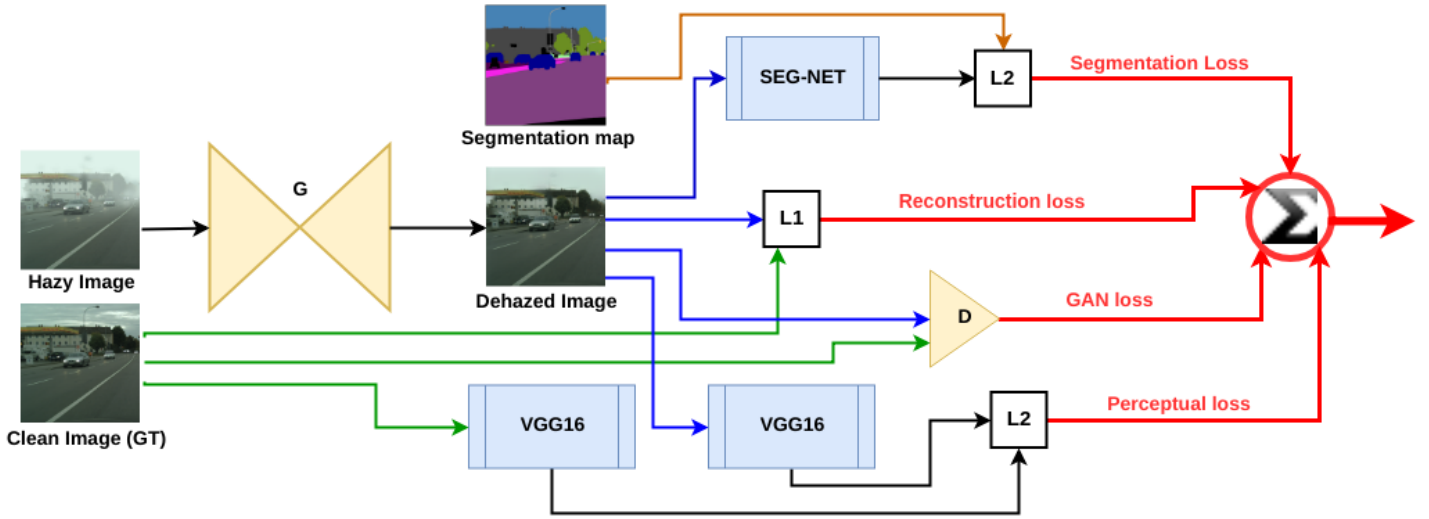 Segmentation map
SEG-NET
L2
Segmentation Loss
Hazy Image
G
Dehazed Image
L1
Reconstruction loss
Σ
Clean Image (GT)
D
GAN loss
VGG16
VGG16
L2
Perceptual loss